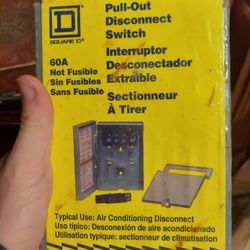 Pull-Out
Disconnect
Switch
D
SQUARE D
Interruptor
Desconectador
Extraible
60A
Not Fusible
Sin Fusibles
Sans Fusible
Sectionneur
À Tirer
Typical Use: Air Conditioning Disconnect
Uso típico: Desconexión de aire acondicionado
Utilisation typique: sectionneur de climatisation